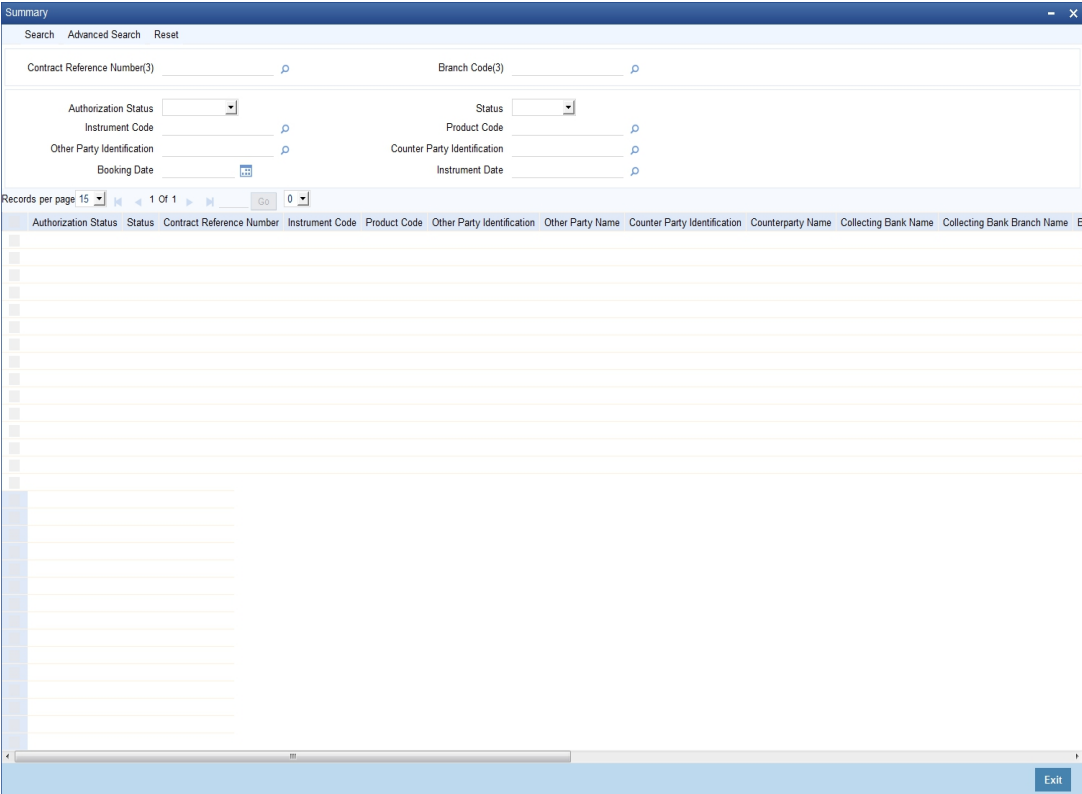 Summary
Search Advanced Search Reset
Contract Reference Number(3) Branch Code(3)
Authorization Status Status
Instrument Code Product Code
Other Party Identification Counter Party Identification
Booking Date Instrument Date
Records per page 15 1 Of 1 Go 0
Authorization Status Status Contract Reference Number Instrument Code Product Code Other Party Identification Other Party Name Counter Party Identification Counterparty Name Collecting Bank Name Collecting Bank Branch Name
Exit